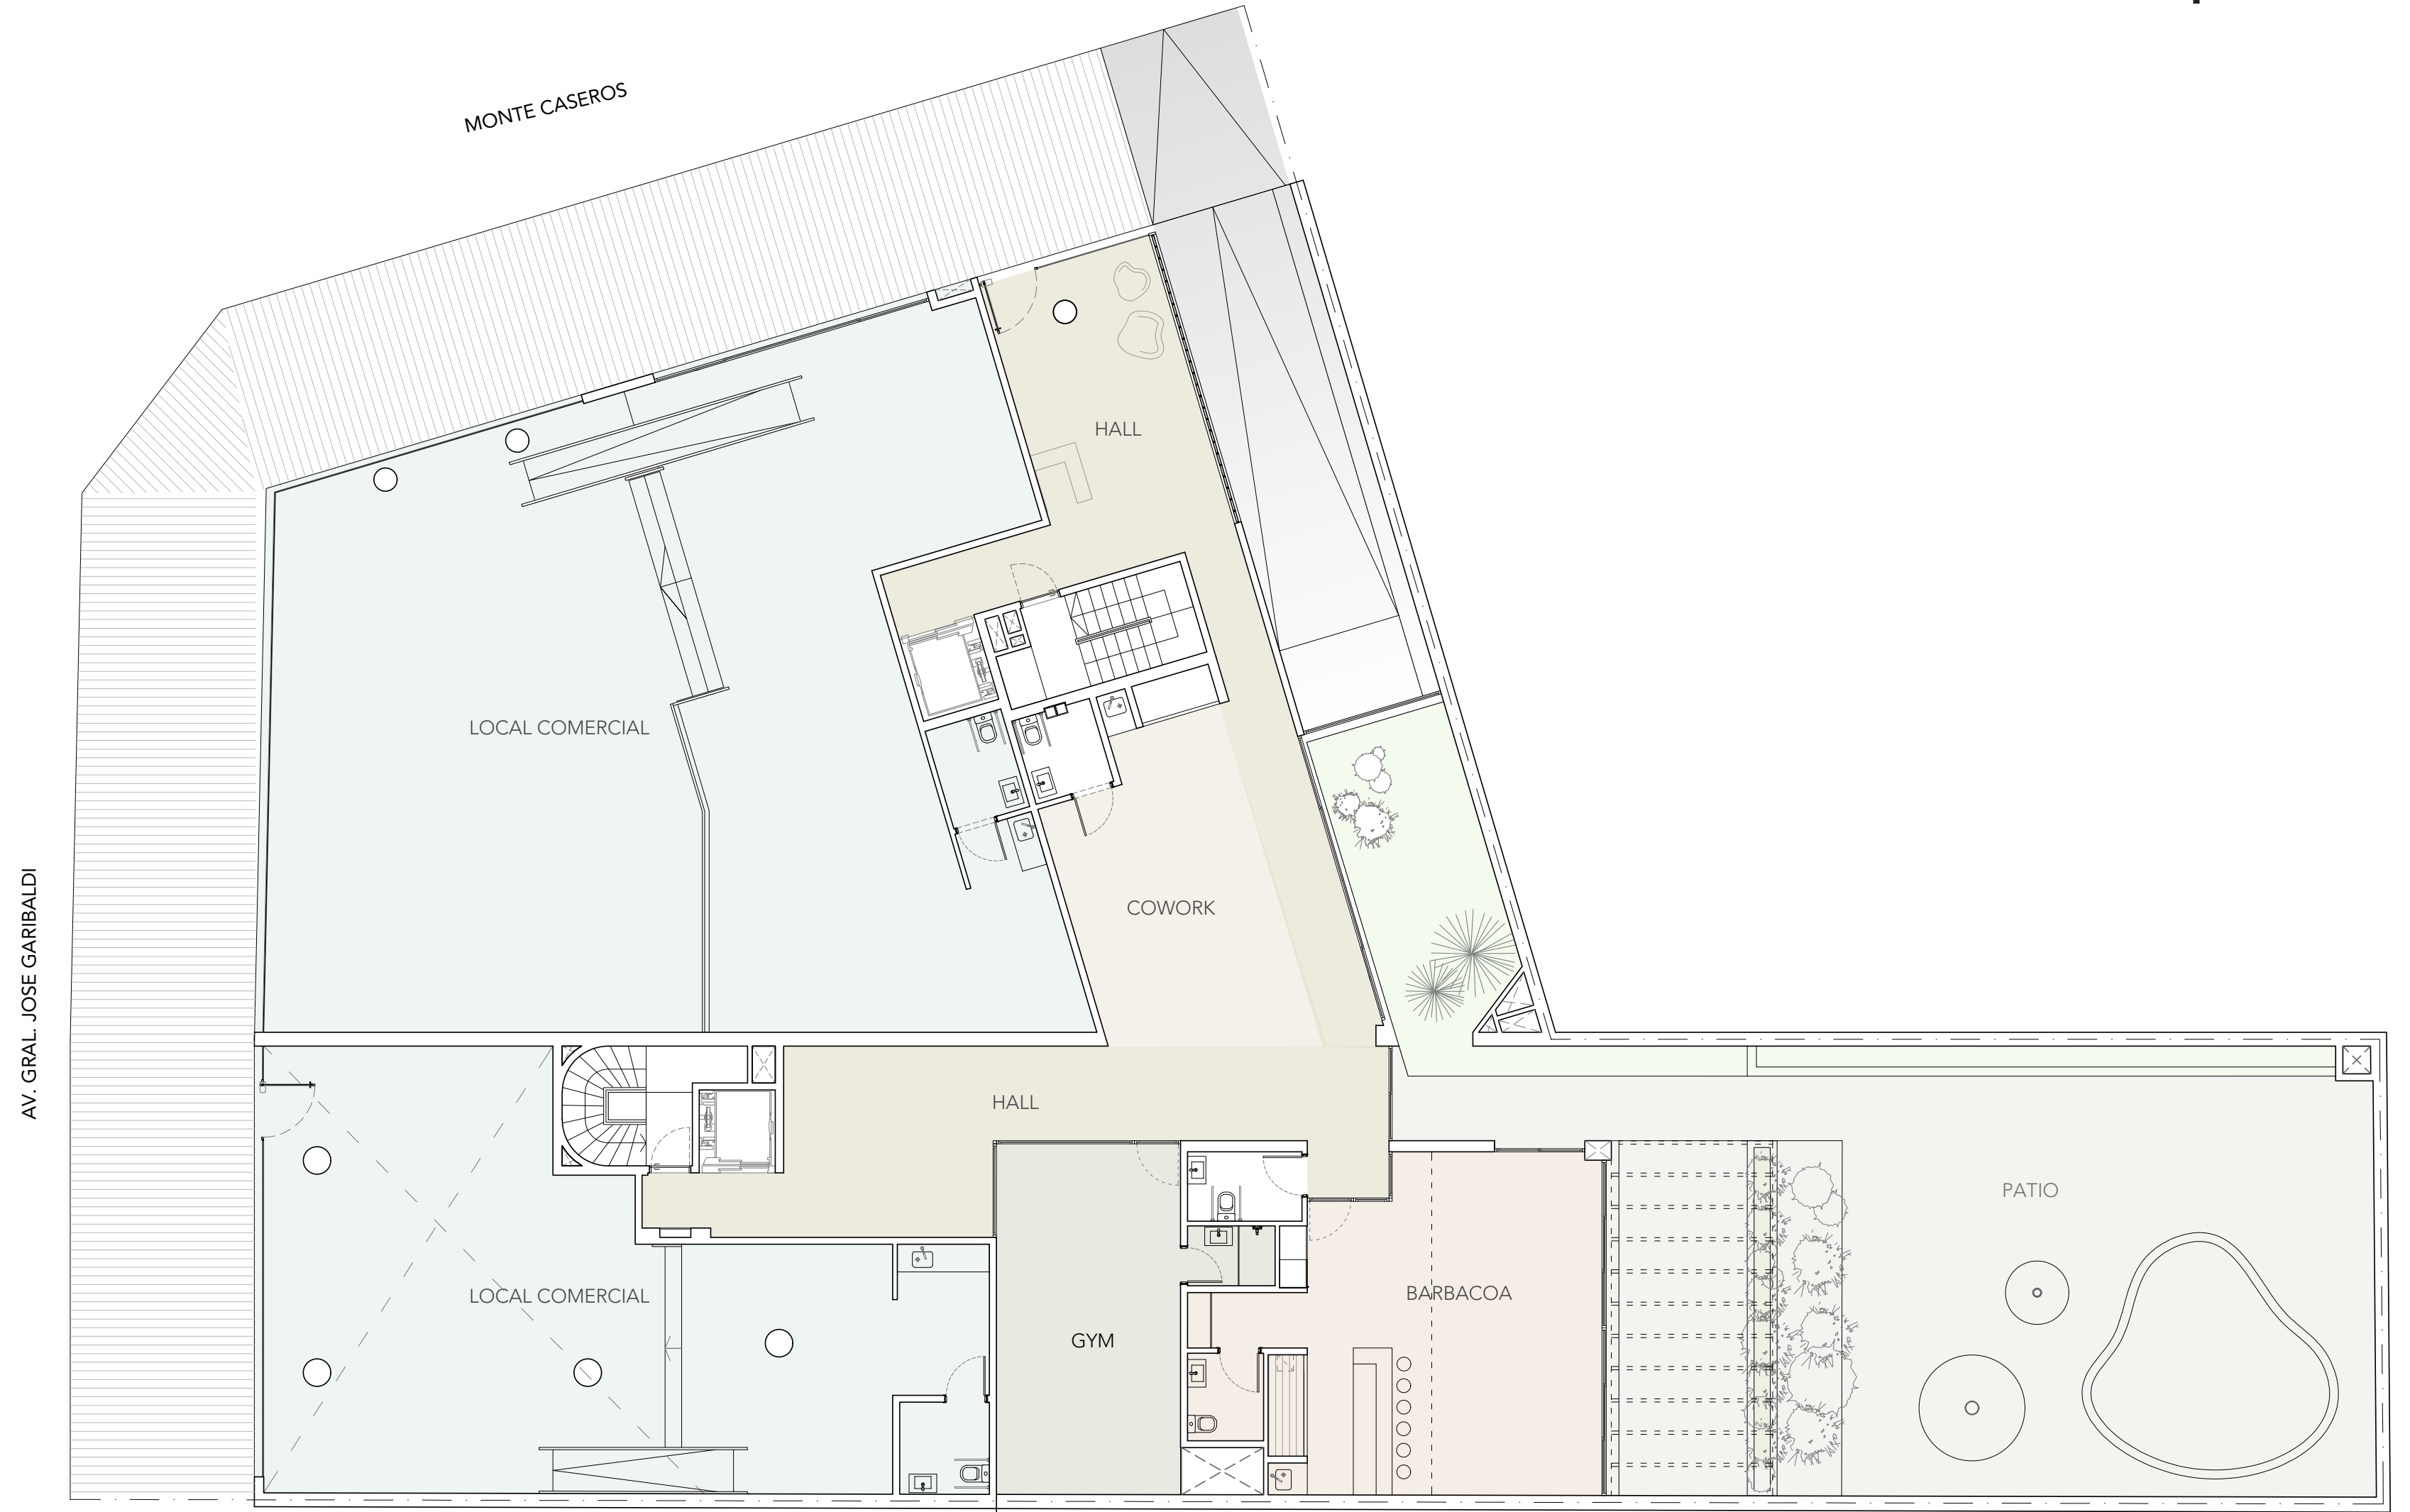 MONTE CASEROS
HALL
LOCAL COMERCIAL
COWORK
AV. GRAL. JOSE GARIBALDI
HALL
PATIO
LOCAL COMERCIAL
BARBACOA
GYM